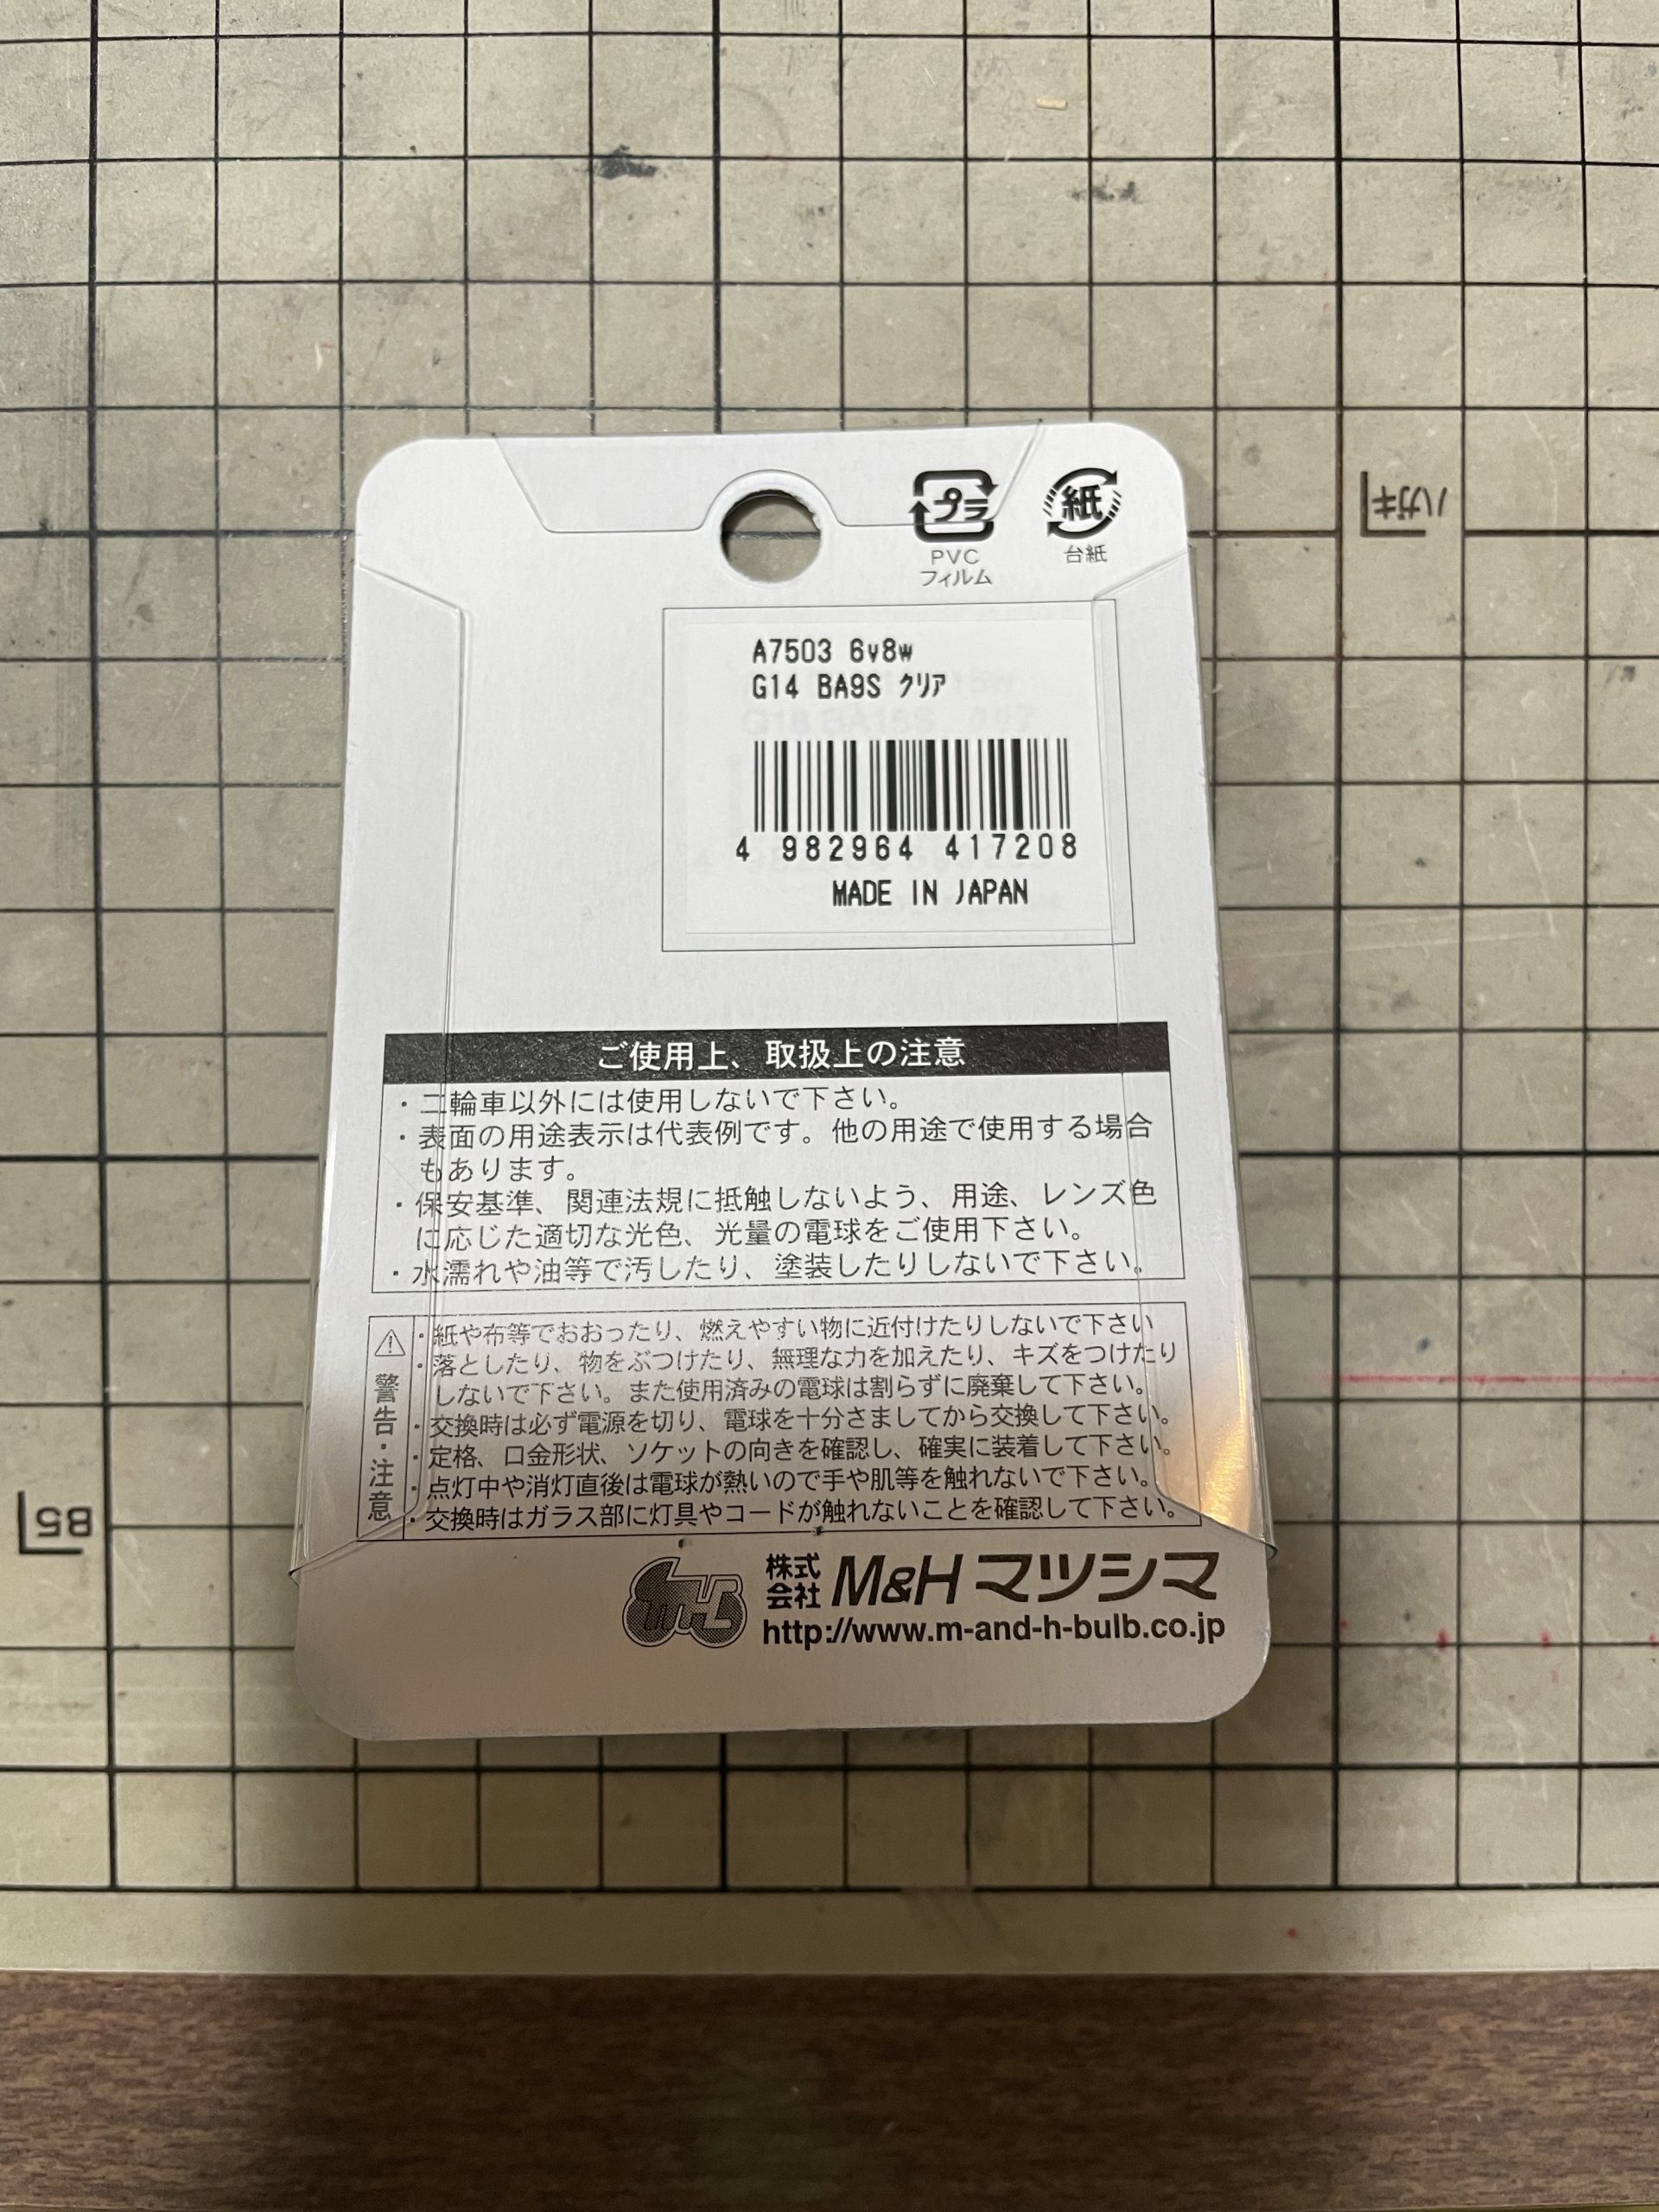 プラ
紙
PVC
フィルム
台紙
ハガキ
A7503 6v8w
G14 BA9S クリア
4 982964 417208
MADE IN JAPAN
ご使用上、取扱上の注意
・二輪車以外には使用しないで下さい。
・表面の用途表示は代表例です。他の用途で使用する場合
もあります。
・保安基準、関連法規に抵触しないよう、用途、レンズ色
に応じた適切な光色、光量の電球をご使用下さい。
・水濡れや油等で汚したり、塗装したりしないで下さい。
警告・注意
・紙や布等でおおったり、燃えやすい物に近付けたりしないで下さい
・落としたり、物をぶつけたり、無理な力を加えたり、キズをつけたり
しないで下さい。また使用済みの電球は割らずに廃棄して下さい。
・交換時は必ず電源を切り、電球を十分さましてから交換して下さい。
・定格、口金形状、ソケットの向きを確認し、確実に装着して下さい。
・点灯中や消灯直後は電球が熱いので手や肌等を触れないで下さい。
・交換時はガラス部に灯具やコードが触れないことを確認して下さい。
B5
株式会社 M&H マツシマ
http://www.m-and-h-bulb.co.jp